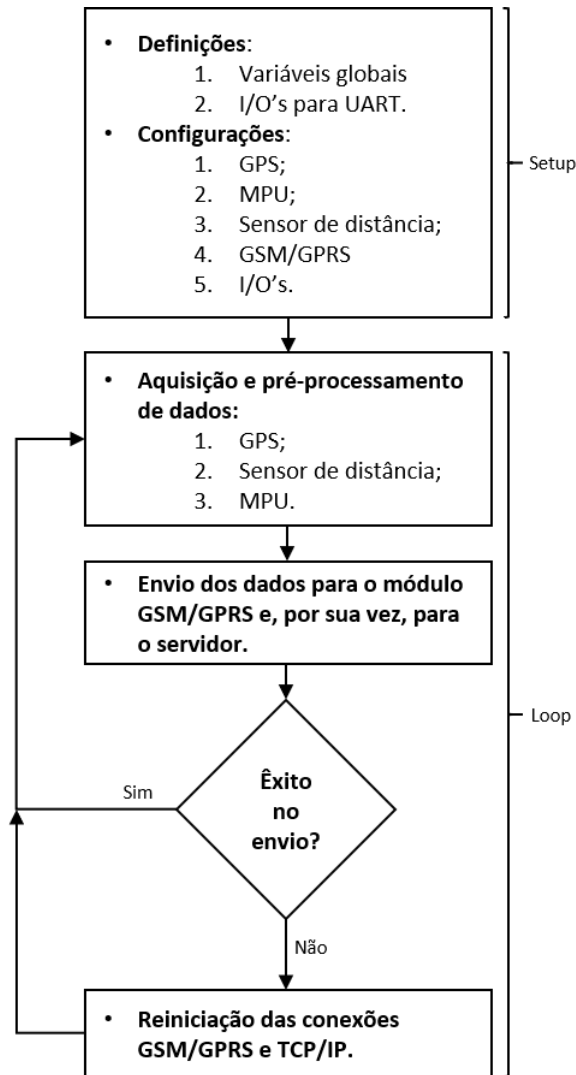 • Definições:
1. Variáveis globais
2. I/O's para UART.
• Configurações:
1. GPS;
2. MPU;
3. Sensor de distância;
4. GSM/GPRS
5. I/O's.
Setup
• Aquisição e pré-processamento
de dados:
1. GPS;
2. Sensor de distância;
3. MPU.
• Envio dos dados para o módulo
GSM/GPRS e, por sua vez, para
o servidor.
Loop
Sim
Êxito
no
envio?
Não
• Reiniciação das conexões
GSM/GPRS e TCP/IP.